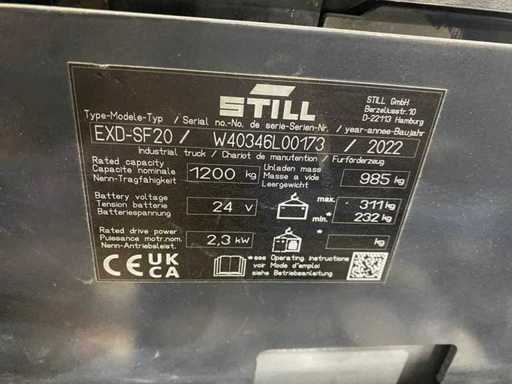 STILL
STILL GmbH
Berzeliusstr.10
D-22113 Hamburg
Type-Modele-Typ / Serial no.-No. de serie-Serien-Nr. / year-annee-Baujahr
EXD-SF20 / W40346L00173 / 2022
Industrial truck / Chariot de manutention / Furförderzeug
Rated capacity
Capacite nominale
Nenn-Tragfähigkeit
1200 kg
Unladen mass
Masse a vide
Leergewicht
985 kg
Battery voltage
Tension batterie
Batteriespannung
24 V
max. 311 kg
min.* 232 kg
Rated drive power
Puissance motr.nom.
Nenn-Antriebsleist.
2,3 kW
* kg
CE UK
CA
*see Operating instructions
voir Mode d'emploi
siehe Betriebsanleitung